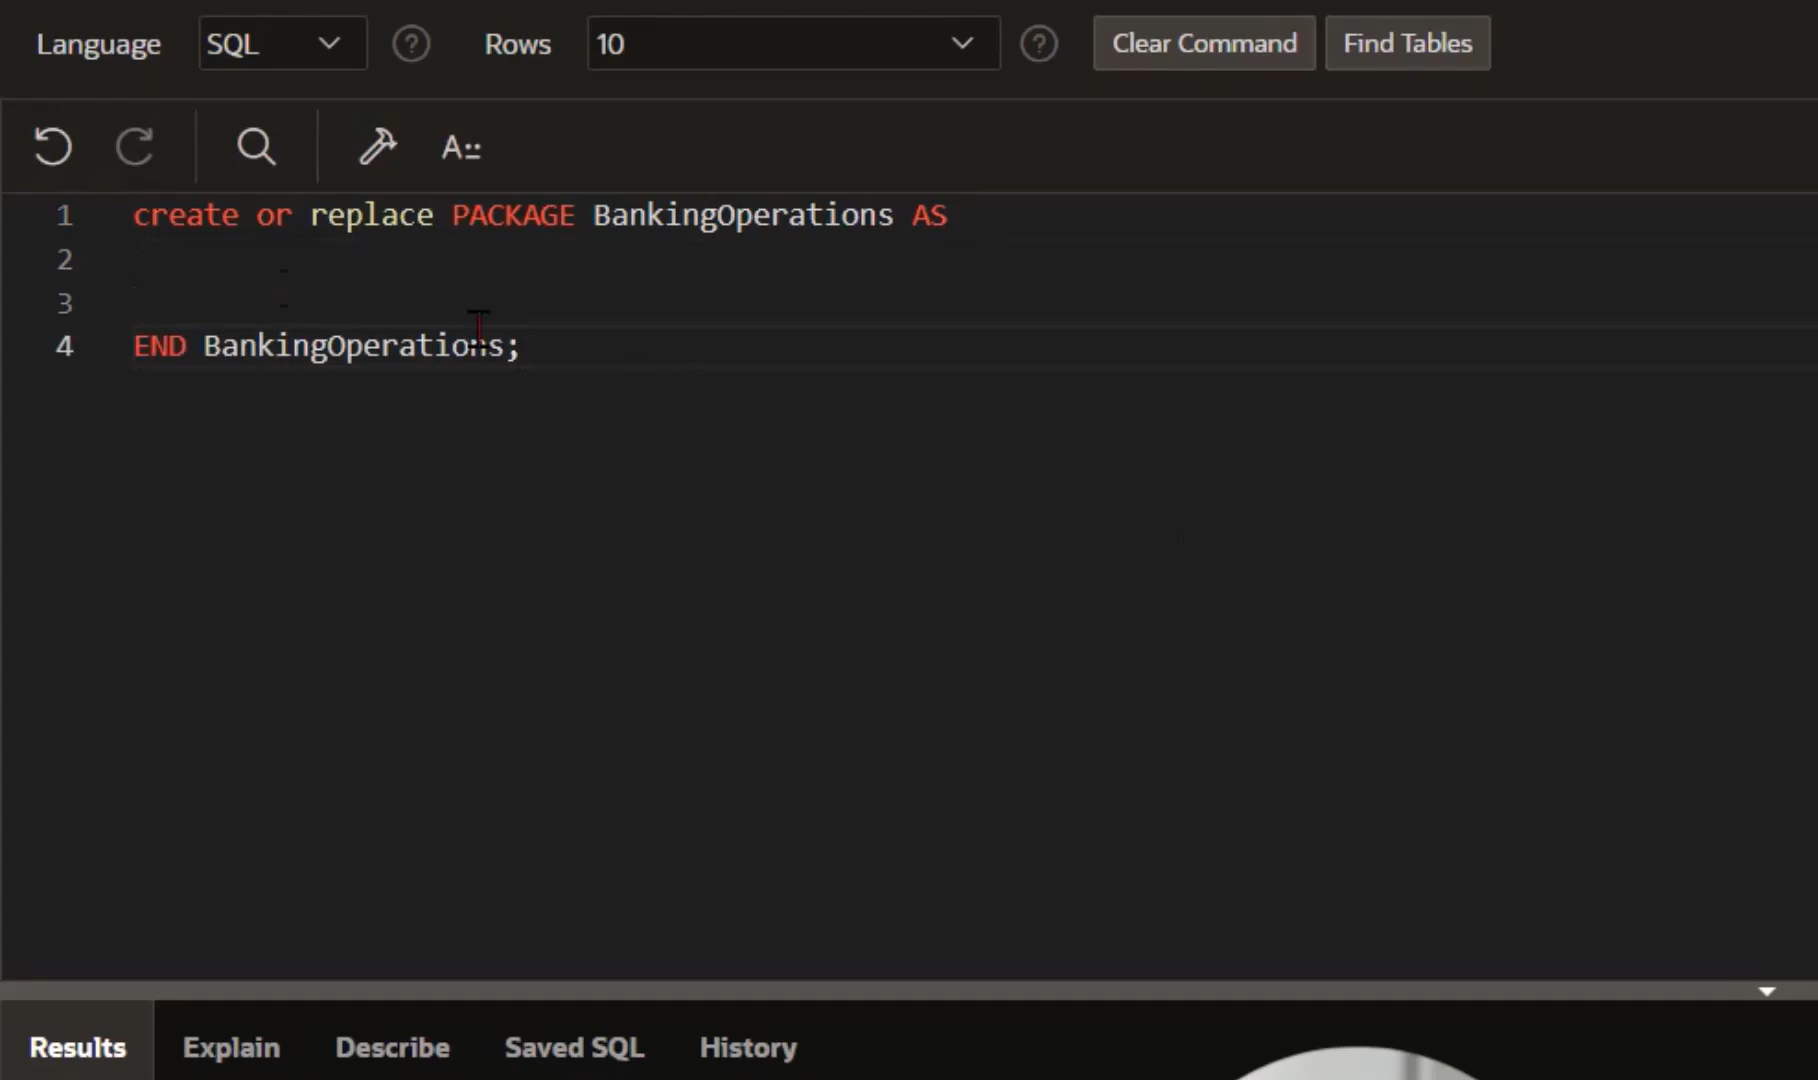 Language SQL ? Rows 10 ? Clear Command Find Tables
A::
1 create or replace PACKAGE BankingOperations AS
2
3
4 END BankingOperations;
Results Explain Describe Saved SQL History